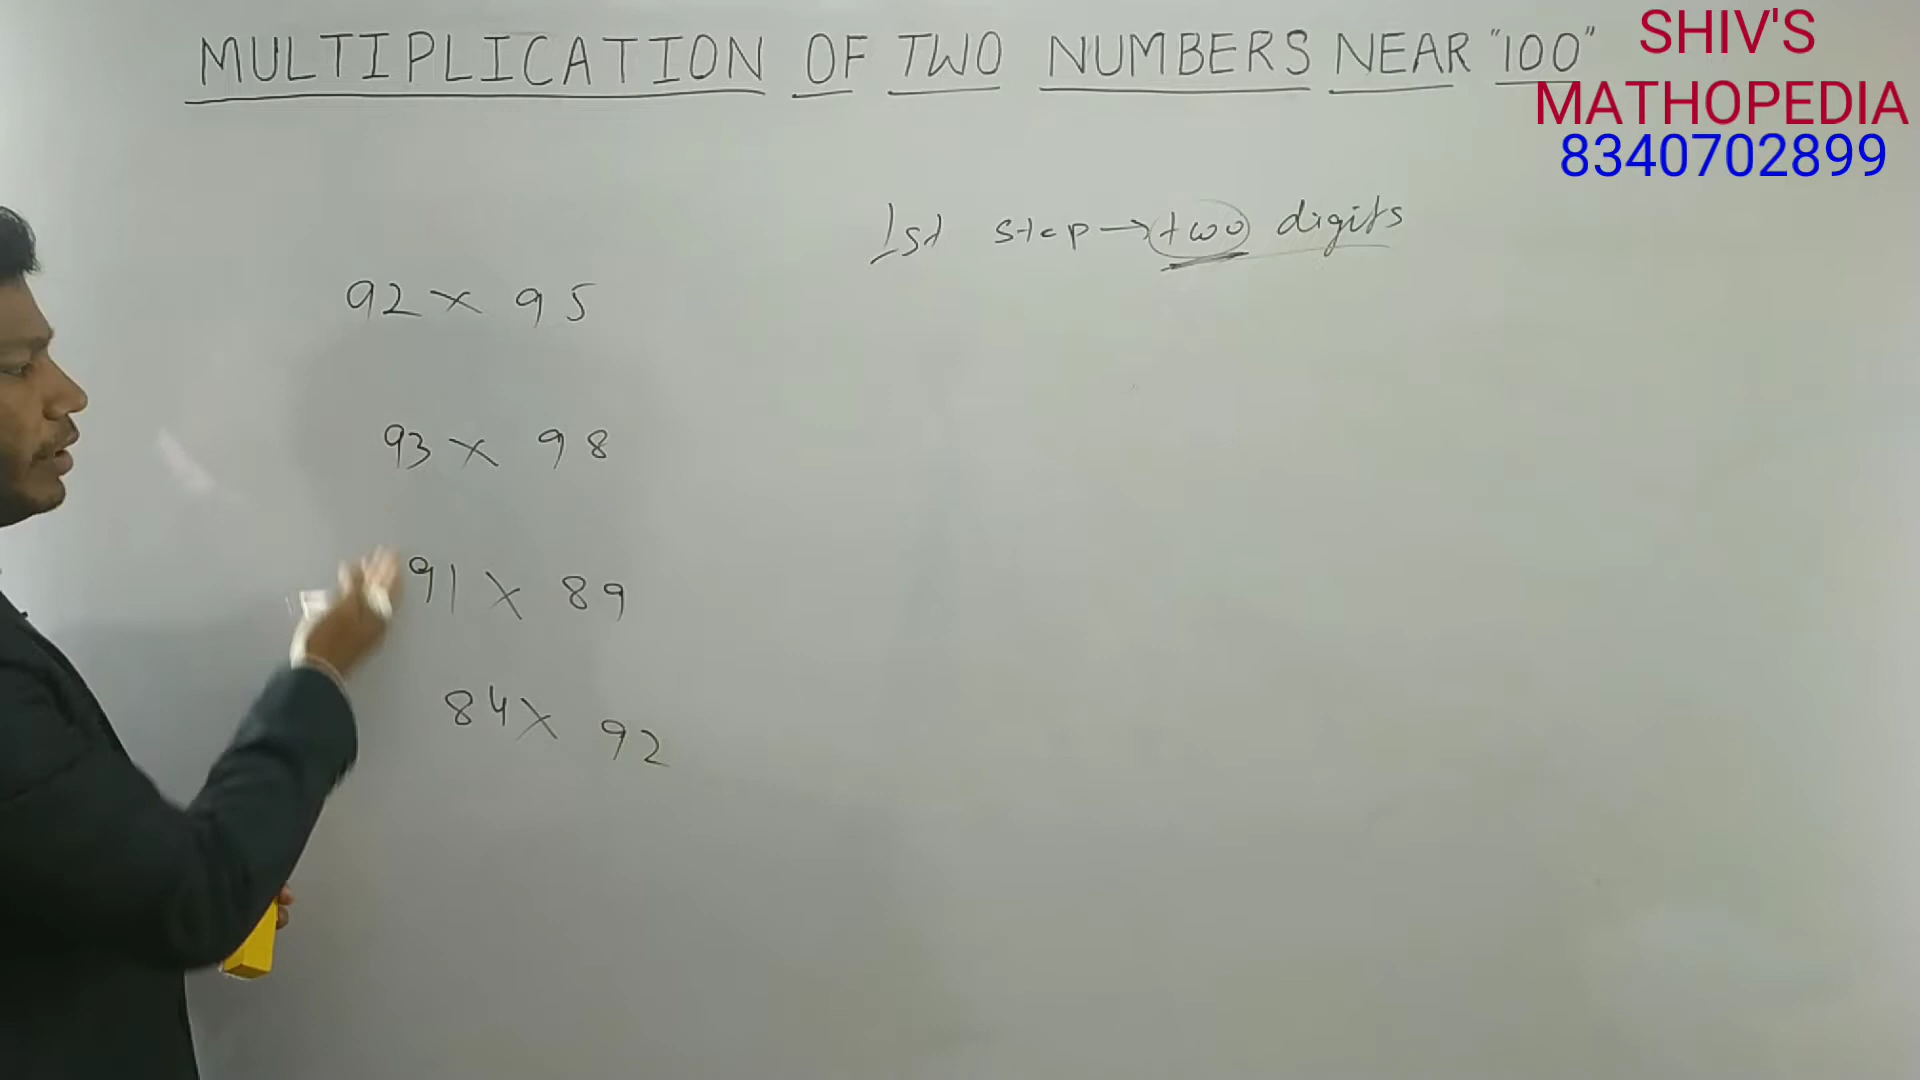 MULTIPLICATION OF TWO NUMBERS NEAR "100"
SHIV'S
MATHOPEDIA
8340702899
1st step → two digits
92 × 95
93 × 98
91 × 89
84 × 92